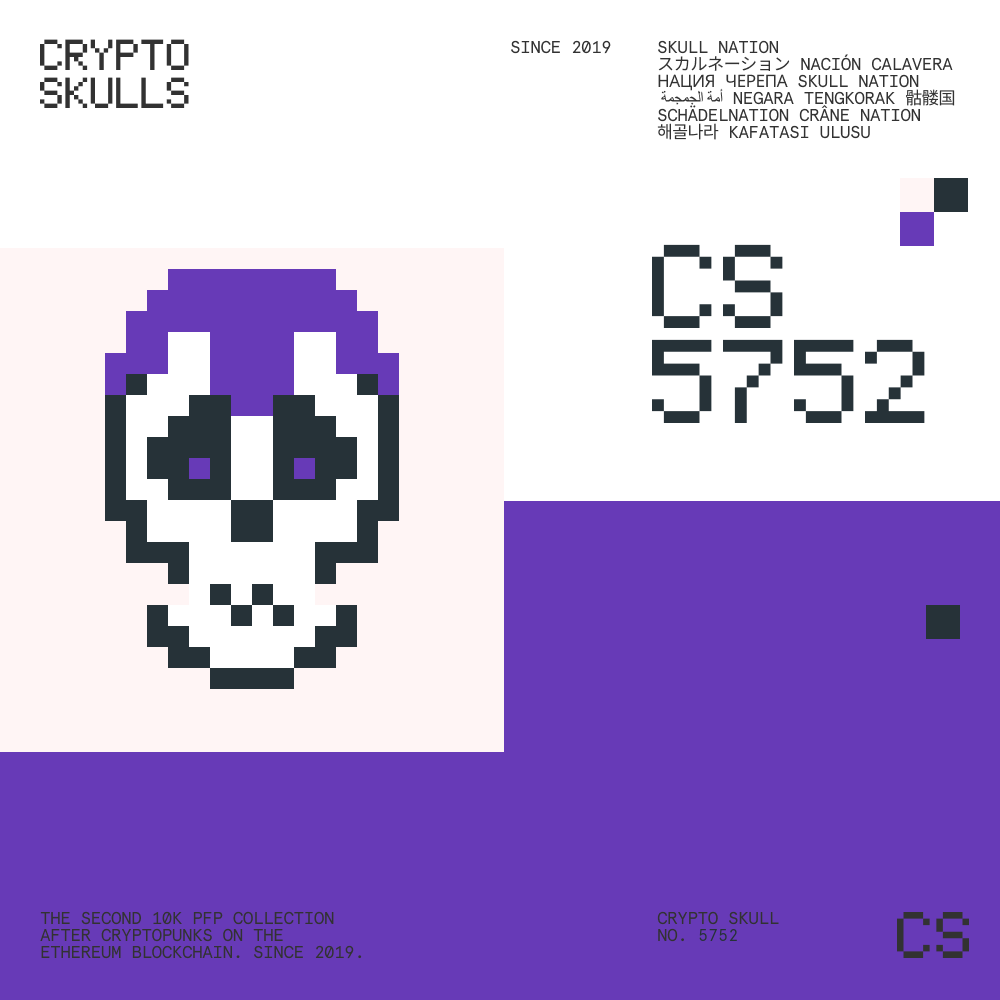 CRYPTO
SKULLS
SINCE 2019
SKULL NATION
スカルネーション NACIÓN CALAVERA
НАЦИЯ ЧЕРЕПА SKULL NATION
أمة الجمجمة NEGARA TENGKORAK 骷髅国
SCHÄDELNATION CRÂNE NATION
해골나라 KAFATASI ULUSU
CS
5752
THE SECOND 10K PFP COLLECTION
AFTER CRYPTOPUNKS ON THE
ETHEREUM BLOCKCHAIN. SINCE 2019.
CRYPTO SKULL
NO. 5752
CS